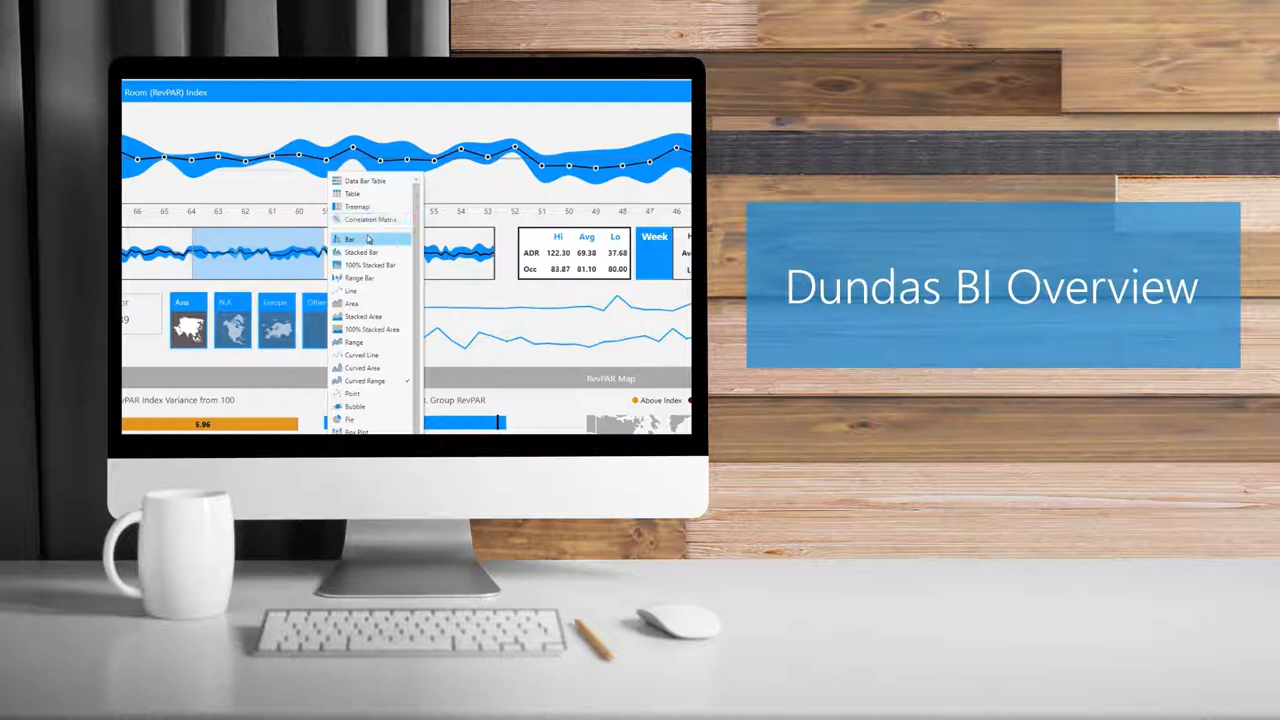 Room (RevPAR) Index
Data Bar Table
Table
Treemap
Correlation Matrix
66 65 64 63 62 61 60 59 55 54 53 52 51 50 49 48 47 46
Bar
Stacked Bar
100% Stacked Bar
Range Bar
Line
Area
Stacked Area
100% Stacked Area
Range
Curved Line
Curved Area
Curved Range
Point
Bubble
Pie
Box Plot
Hi Avg Lo
ADR 122.30 69.38 37.68
Occ 83.87 81.10 80.00
Week
Asia N.A Europe
RevPAR Map
Index Variance from 100
Group RevPAR
Above Index
5.96
Dundas BI Overview